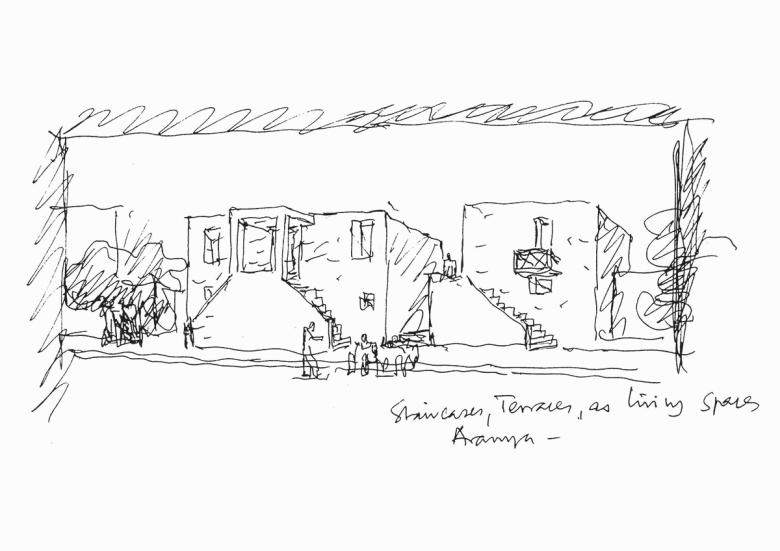 Staircases, Terraces, as living spaces
Aranya –